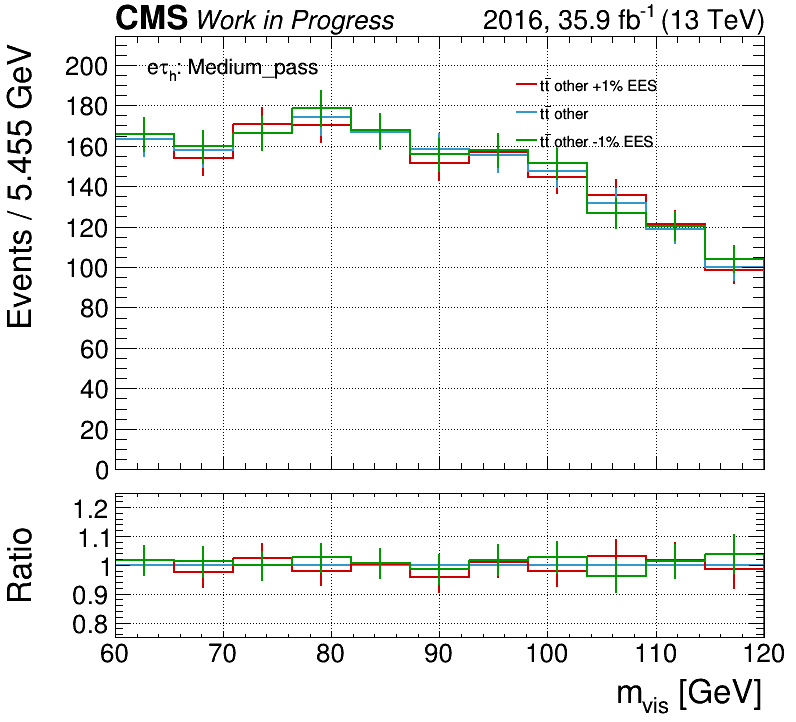 CMS Work in Progress 2016, 35.9 fb⁻¹ (13 TeV)
eτh: Medium_pass
tt̄ other +1% EES
tt̄ other
tt̄ other -1% EES
Events / 5.455 GeV
200
180
160
140
120
100
80
60
40
20
0
Ratio
1.2
1.1
1
0.9
0.8
60 70 80 90 100 110 120
mvis [GeV]